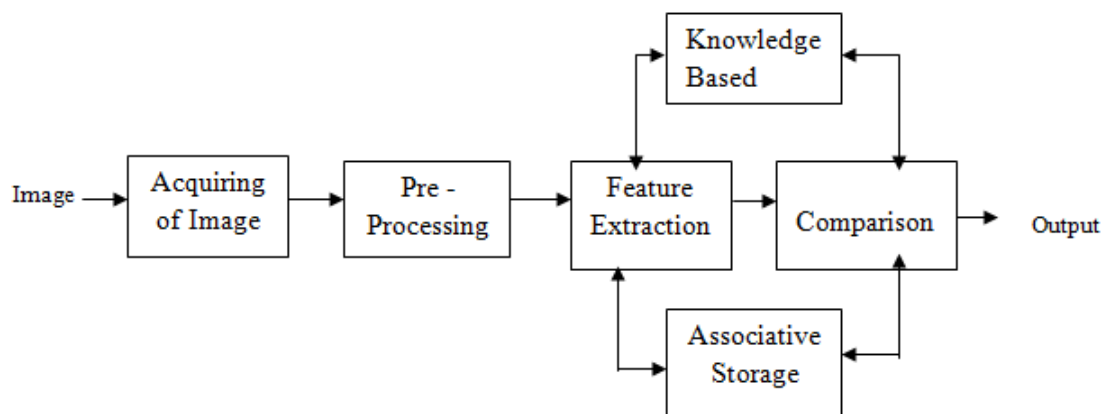 Knowledge
Based
Image
Acquiring
of Image
Pre -
Processing
Feature
Extraction
Comparison
Output
Associative
Storage